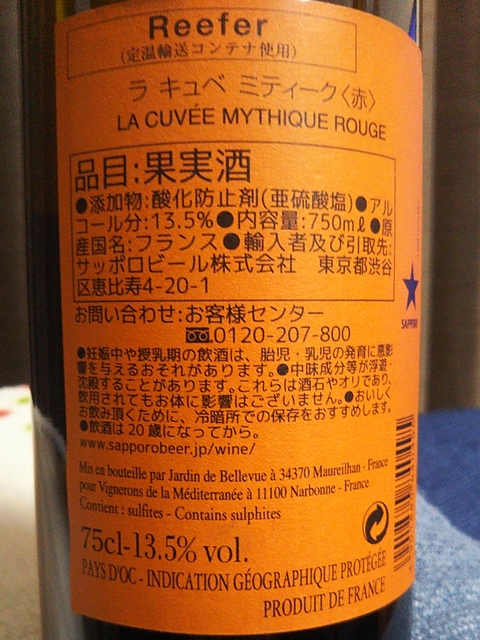 Reefer
(定温輸送コンテナ使用)
ラ キュベ ミティーク〈赤〉
LA CUVÉE MYTHIQUE ROUGE
品目:果実酒
●添加物:酸化防止剤(亜硫酸塩)●アル
コール分:13.5%●内容量:750mℓ●原
産国名:フランス●輸入者及び引取先:
サッポロビール株式会社 東京都渋谷
区恵比寿4-20-1
お問い合わせ:お客様センター
0120-207-800
●妊娠中や授乳期の飲酒は、胎児・乳児の発育に悪影
響を与えるおそれがあります。●中味成分等が浮遊・
沈殿することがあります。これらは酒石やオリであり、
飲用されてもお体に影響はございません。●おいしく
お飲み頂くために、冷暗所での保存をおすすめします。
●飲酒は20歳になってから。
www.sapporobeer.jp/wine/
SAPPORO
Mis en bouteille par Jardin de Bellevue à 34370 Maureilhan - France
pour Vignerons de la Méditerranée à 11100 Narbonne - France
Contient : sulfites - Contains sulphites
75cl-13.5% vol.
PAYS D'OC - INDICATION GÉOGRAPHIQUE PROTÉGÉE
PRODUIT DE FRANCE